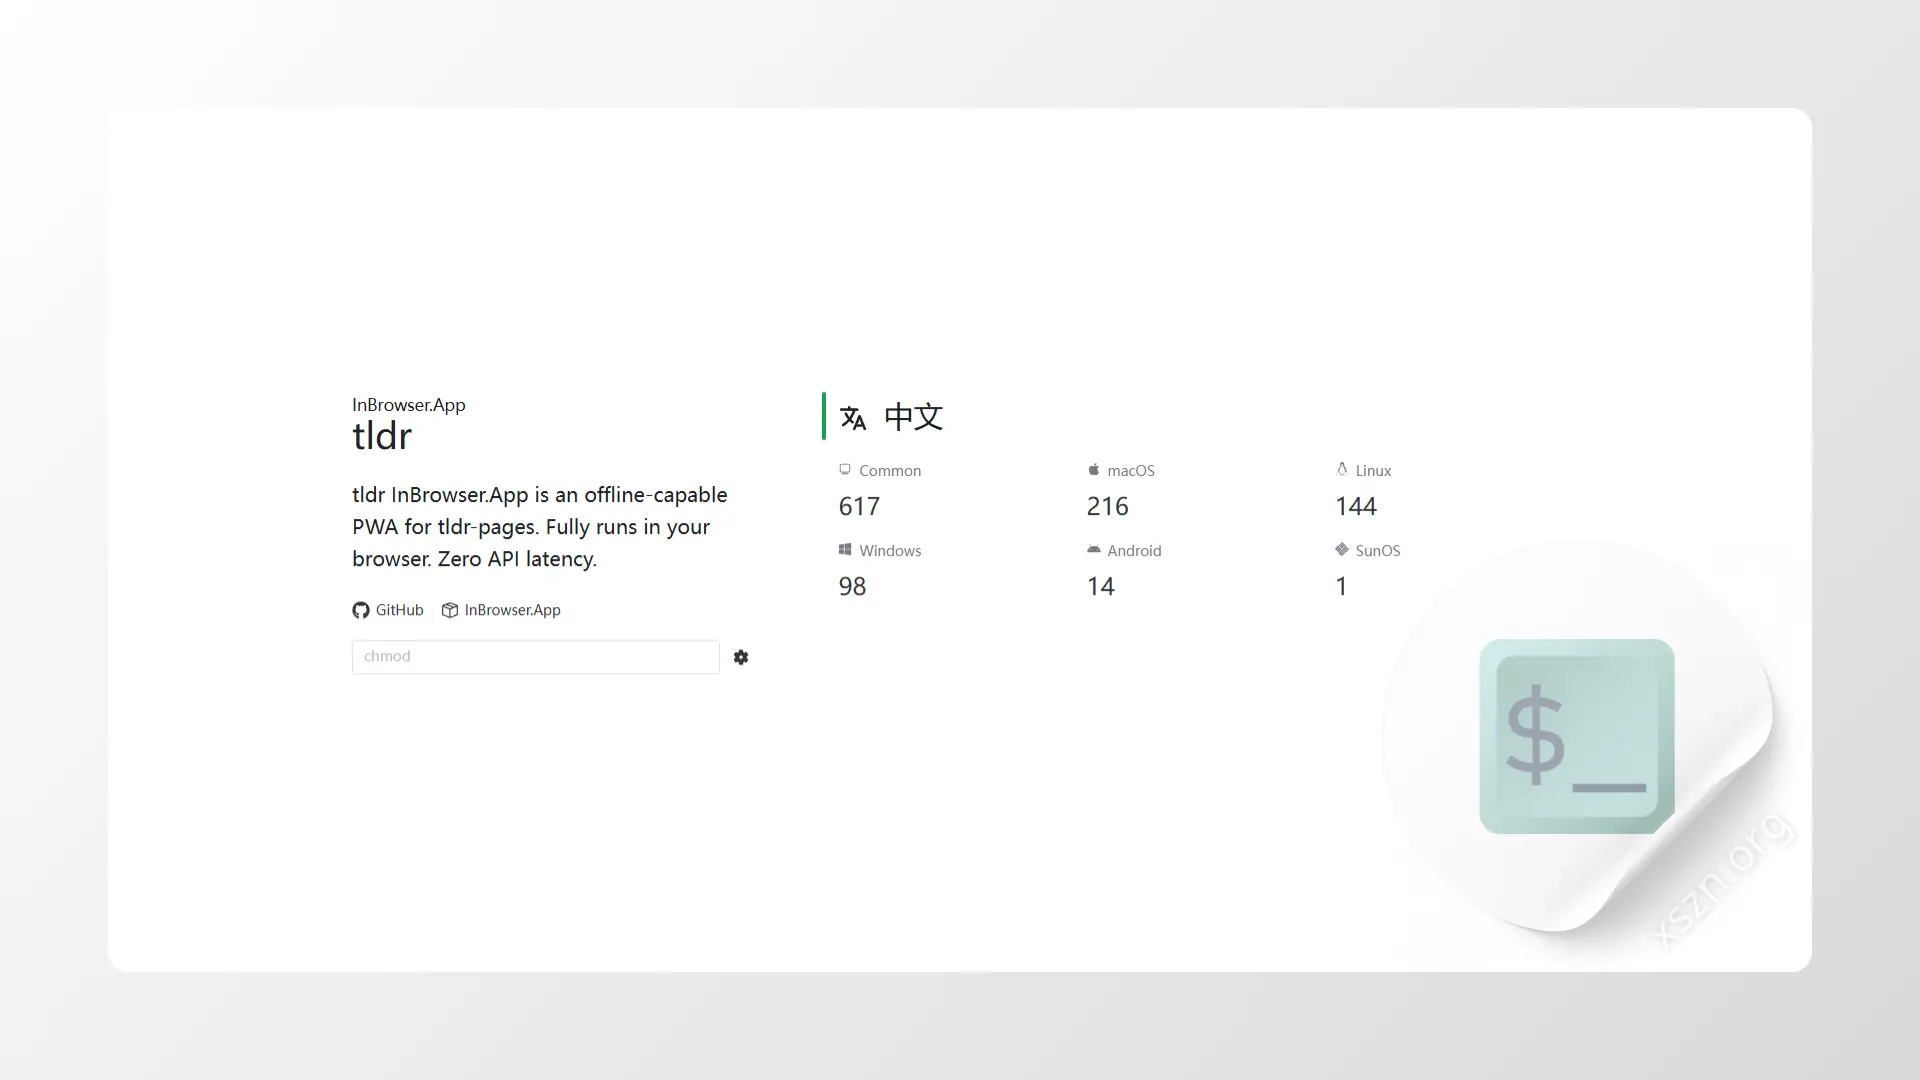 InBrowser.App
tldr
tldr InBrowser.App is an offline-capable
PWA for tldr-pages. Fully runs in your
browser. Zero API latency.
GitHub InBrowser.App
chmod
文A 中文
Common macOS Linux
617 216 144
Windows Android SunOS
98 14 1
$_
xszn.org